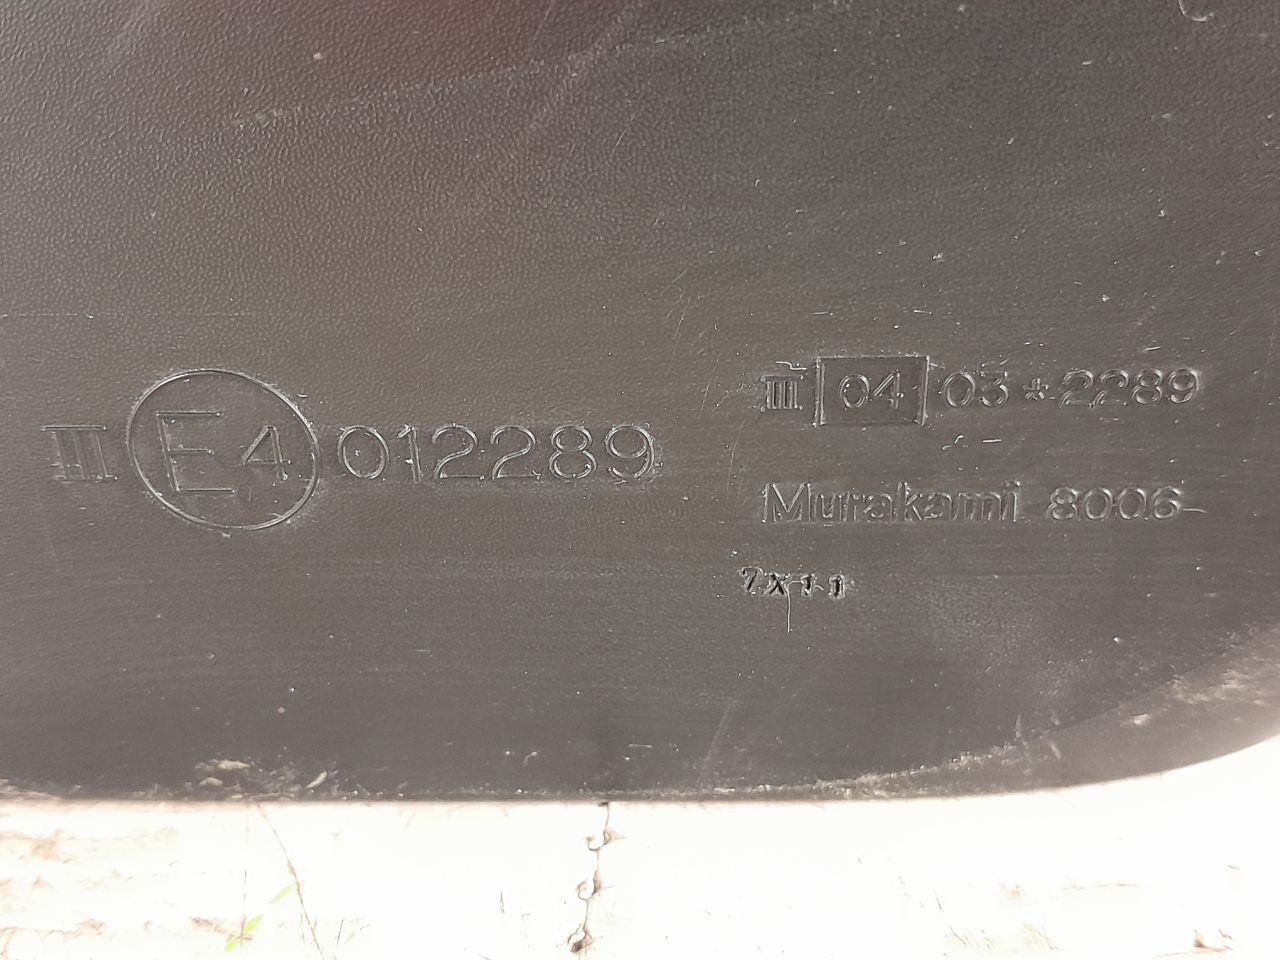 III E4 012289
III 04 03*2289
Murakami 8006
7X11